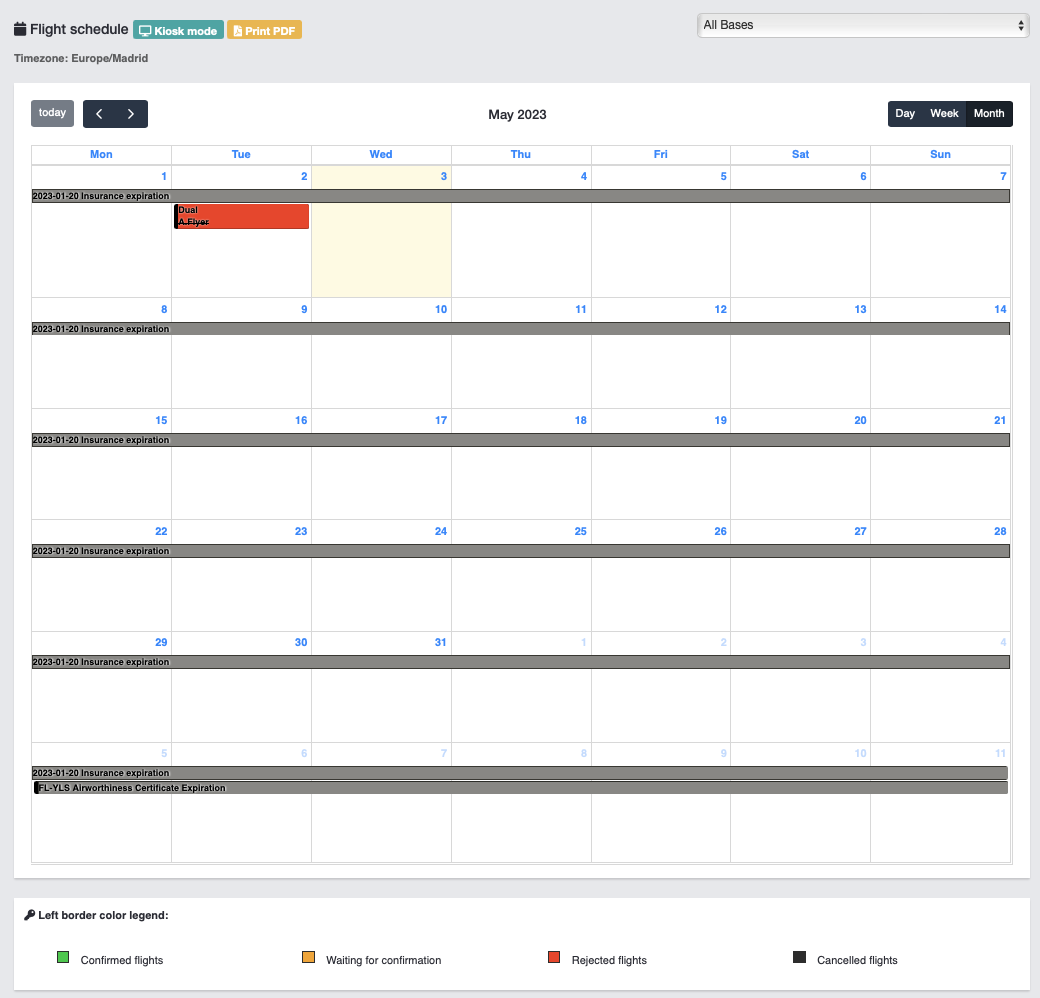 Flight schedule Kiosk mode Print PDF All Bases
Timezone: Europe/Madrid
today May 2023 Day Week Month
Mon Tue Wed Thu Fri Sat Sun
1 2 3 4 5 6 7
2023-01-20 Insurance expiration
Dual
A.Flyer
8 9 10 11 12 13 14
2023-01-20 Insurance expiration
15 16 17 18 19 20 21
2023-01-20 Insurance expiration
22 23 24 25 26 27 28
2023-01-20 Insurance expiration
29 30 31 1 2 3 4
2023-01-20 Insurance expiration
5 6 7 8 9 10 11
2023-01-20 Insurance expiration
FL-YLS Airworthiness Certificate Expiration
Left border color legend:
Confirmed flights Waiting for confirmation Rejected flights Cancelled flights